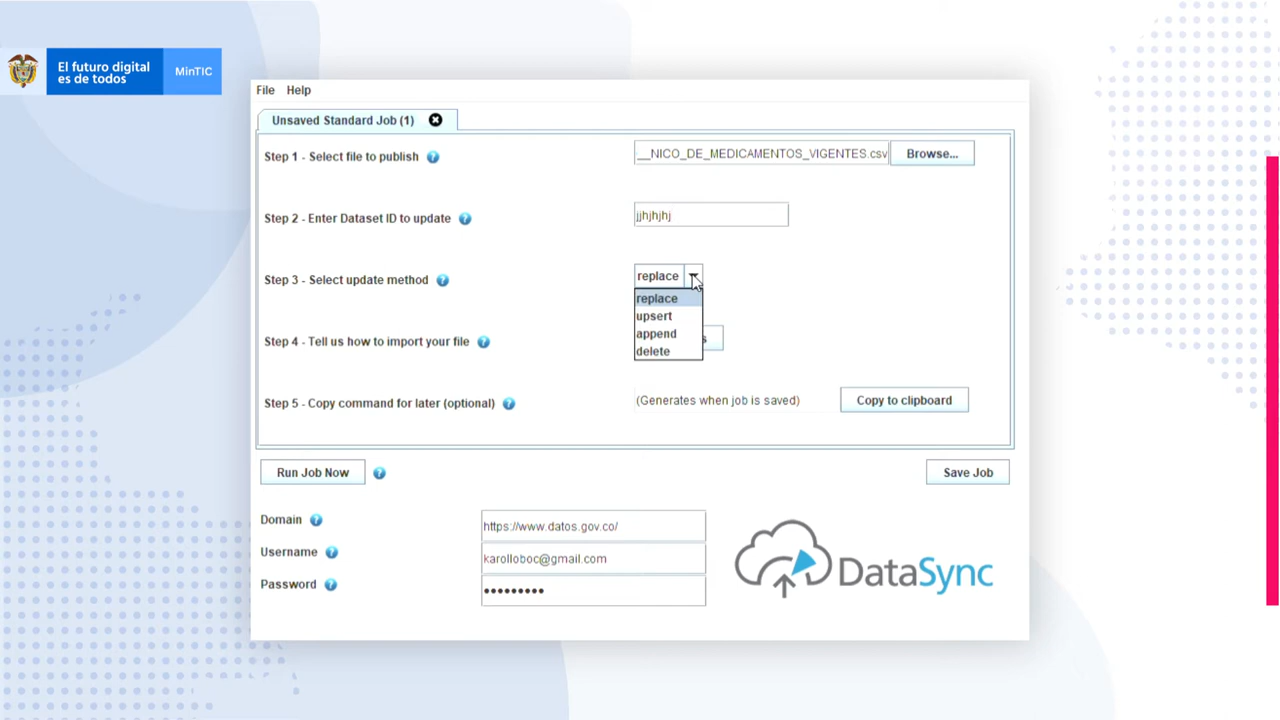 El futuro digital
es de todos
MinTIC
File Help
Unsaved Standard Job (1)
Step 1 - Select file to publish
__NICO_DE_MEDICAMENTOS_VIGENTES.csv
Browse...
Step 2 - Enter Dataset ID to update
jjhjhjhj
Step 3 - Select update method
replace
replace
upsert
append
delete
Step 4 - Tell us how to import your file
s
Step 5 - Copy command for later (optional)
(Generates when job is saved)
Copy to clipboard
Run Job Now
Save Job
Domain
https://www.datos.gov.co/
Username
karolloboc@gmail.com
Password
DataSync